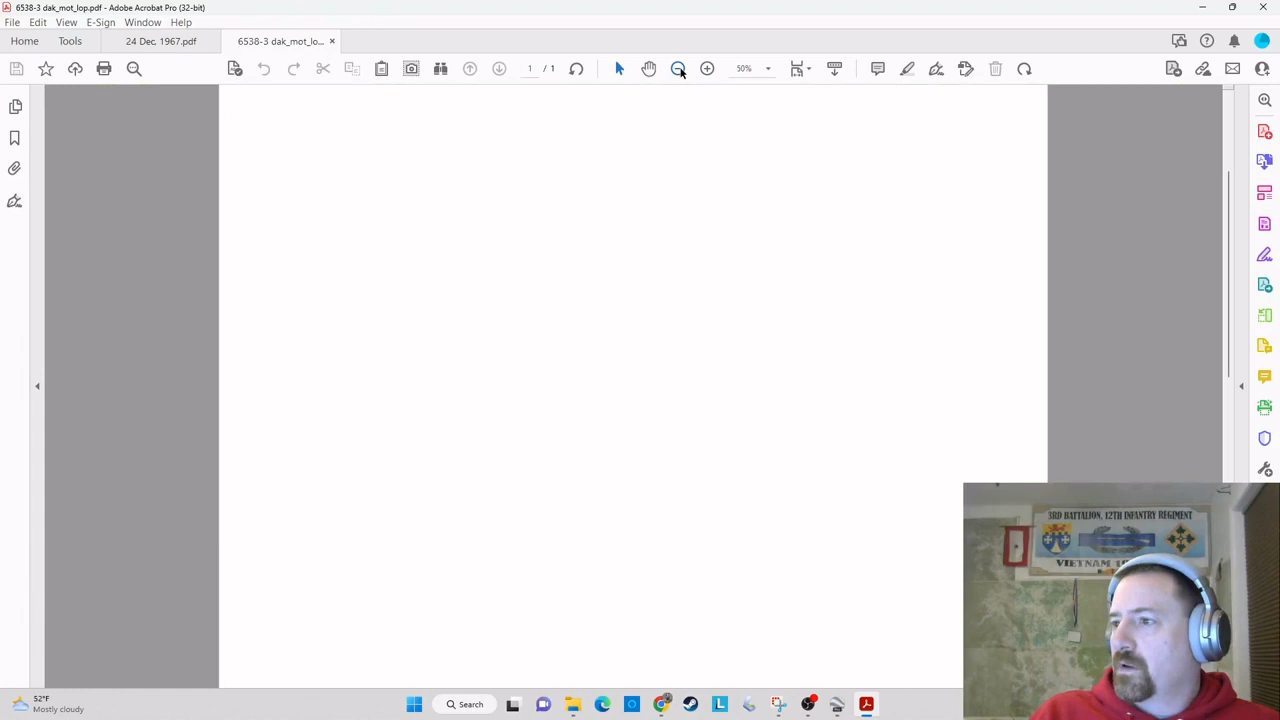 6538-3 dak_mot_lop.pdf - Adobe Acrobat Pro (32-bit)
File Edit View E-Sign Window Help
Home Tools 24 Dec, 1967.pdf 6538-3 dak_mot_lo... ×
1 / 1 50%
3RD BATTALION, 12TH INFANTRY REGIMENT
52°F
Mostly cloudy
Search